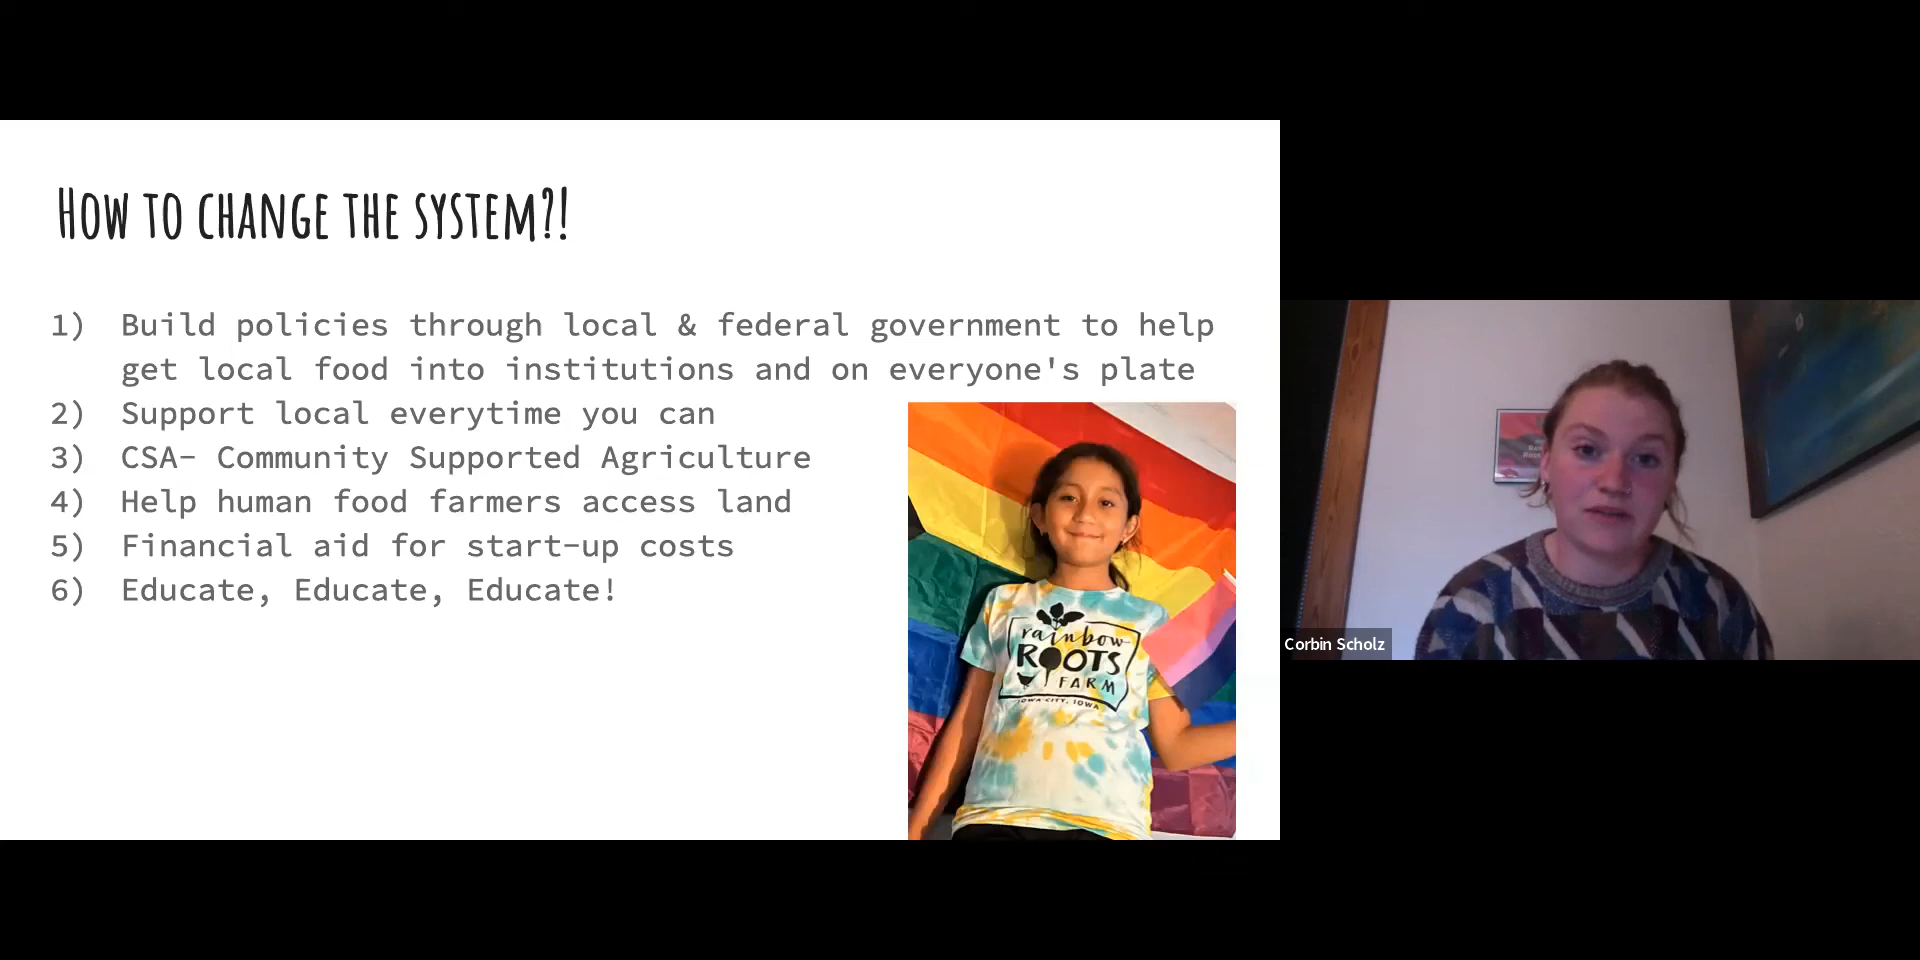 How to change the system?!
1) Build policies through local & federal government to help
get local food into institutions and on everyone's plate
2) Support local everytime you can
3) CSA- Community Supported Agriculture
4) Help human food farmers access land
5) Financial aid for start-up costs
6) Educate, Educate, Educate!
rainbow
ROOTS
FARM
IOWA CITY, IOWA
Corbin Scholz